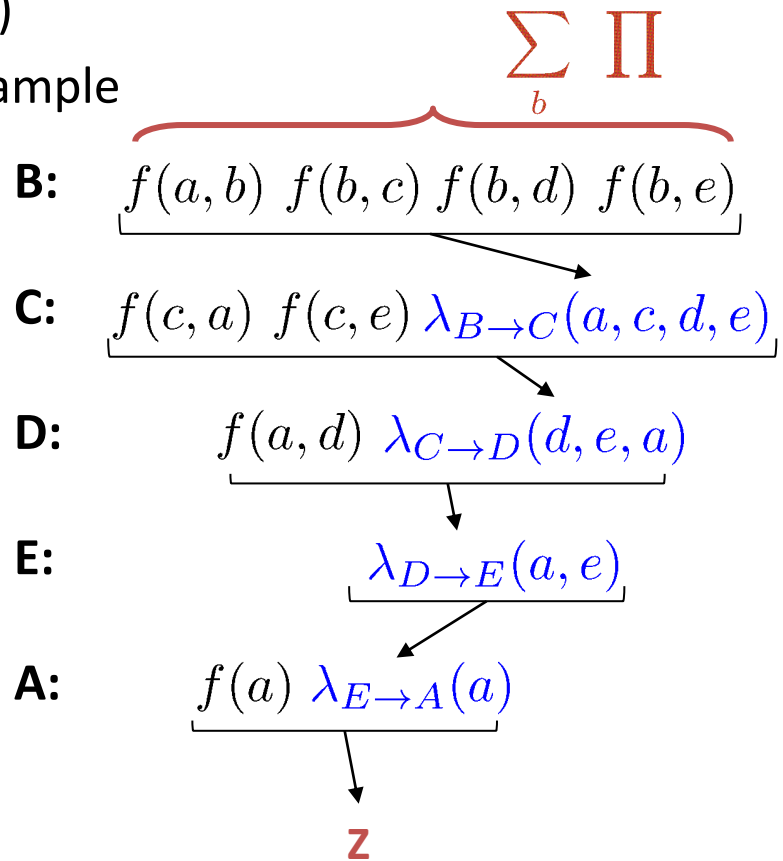 )
ample
∑ ∏
b
B: f(a, b) f(b, c) f(b, d) f(b, e)
C: f(c, a) f(c, e) λ_{B→C}(a, c, d, e)
D: f(a, d) λ_{C→D}(d, e, a)
E: λ_{D→E}(a, e)
A: f(a) λ_{E→A}(a)
Z